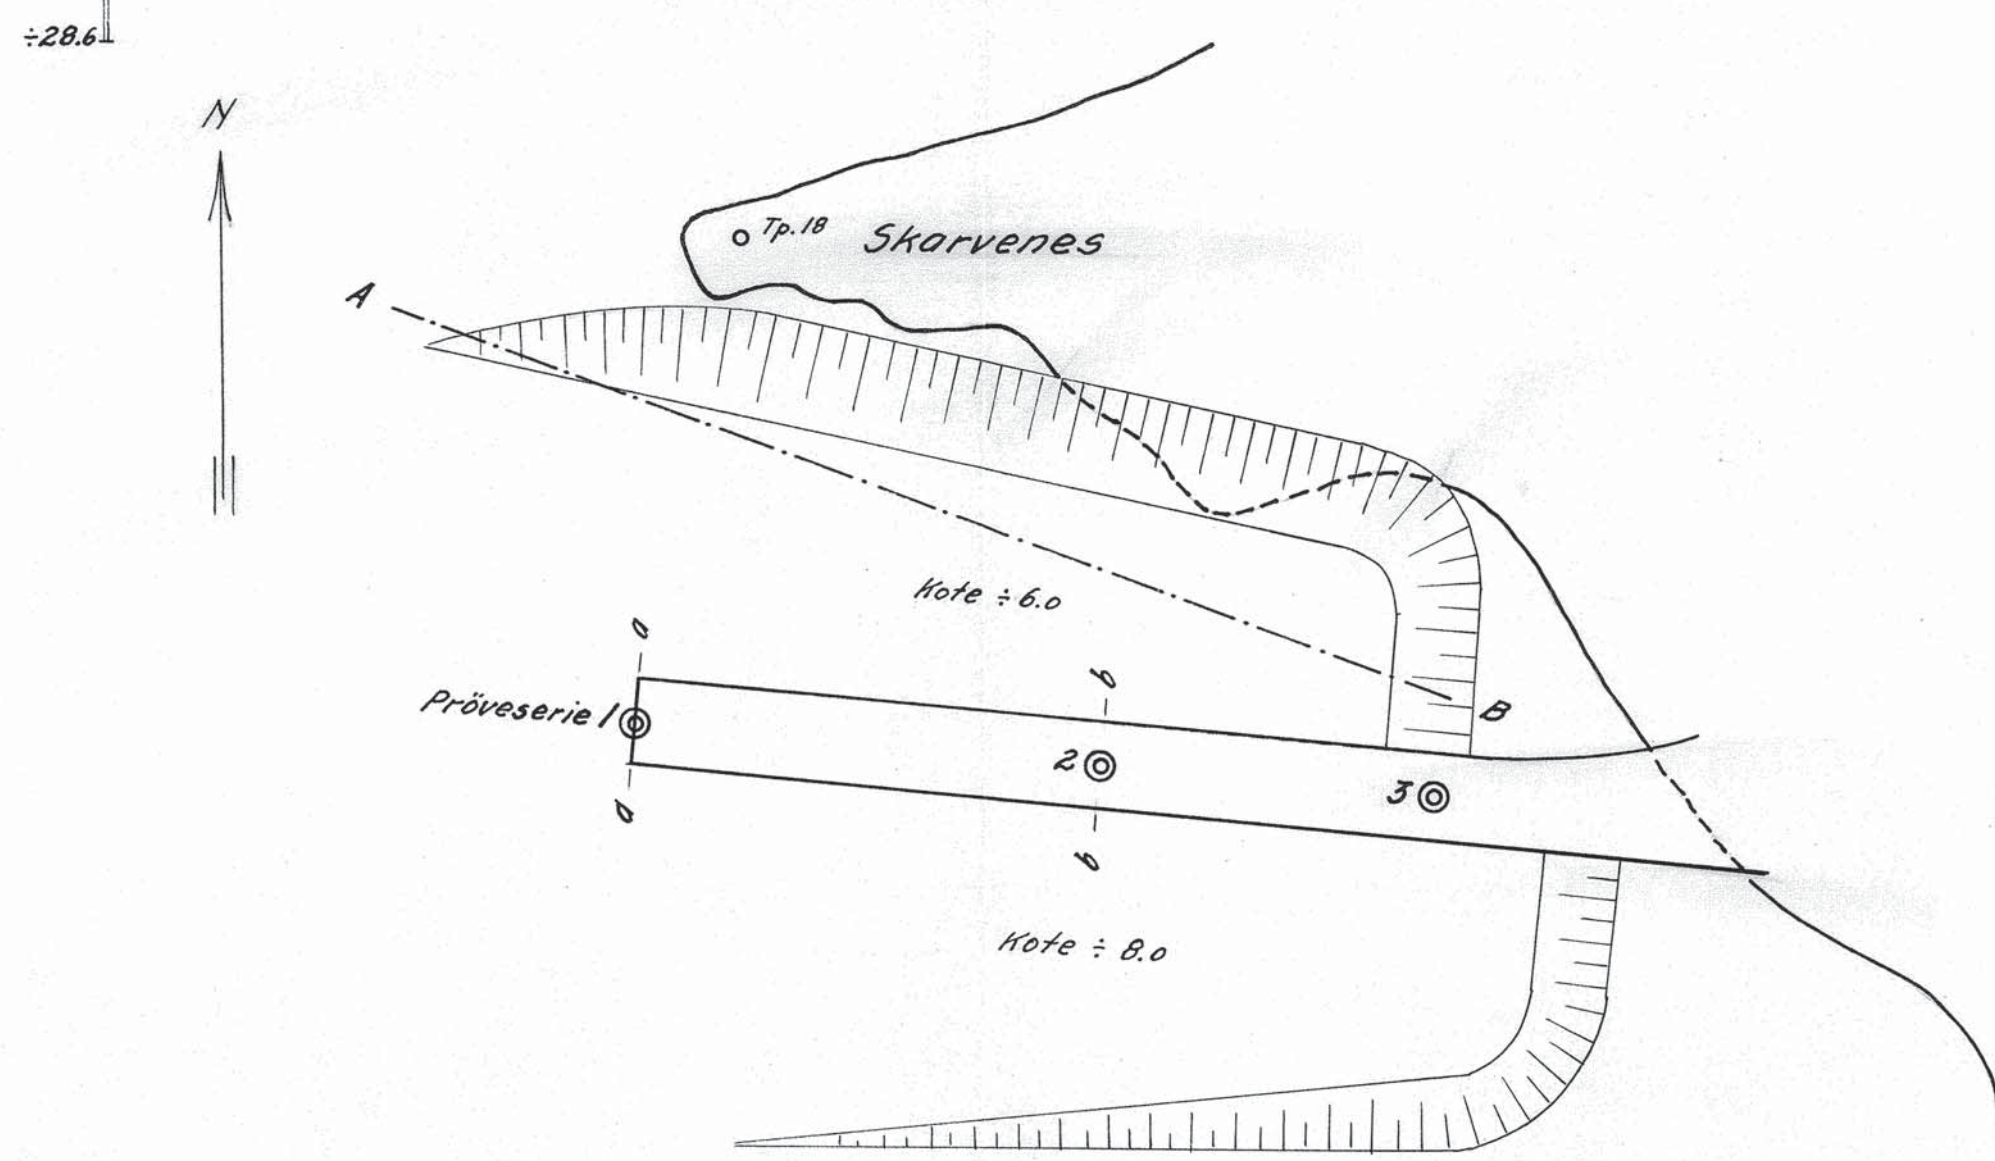 ÷28.6
N
Tp.18
Skarvenes
A
Kote ÷ 6.0
a
b
Pröveserie 1
B
2
3
a
b
Kote ÷ 8.0